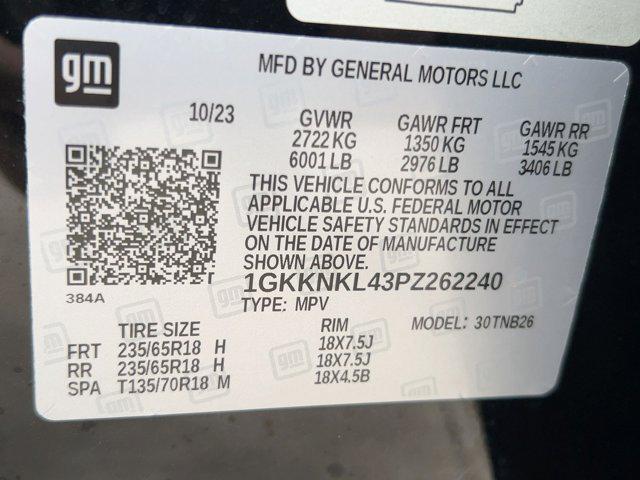 gm
MFD BY GENERAL MOTORS LLC
10/23 GVWR GAWR FRT GAWR RR
2722 KG 1350 KG 1545 KG
6001 LB 2976 LB 3406 LB
THIS VEHICLE CONFORMS TO ALL
APPLICABLE U.S. FEDERAL MOTOR
VEHICLE SAFETY STANDARDS IN EFFECT
ON THE DATE OF MANUFACTURE
SHOWN ABOVE.
384A
1GKKNKL43PZ262240
TYPE: MPV
TIRE SIZE RIM MODEL: 30TNB26
FRT 235/65R18 H 18X7.5J
RR 235/65R18 H 18X7.5J
SPA T135/70R18 M 18X4.5B